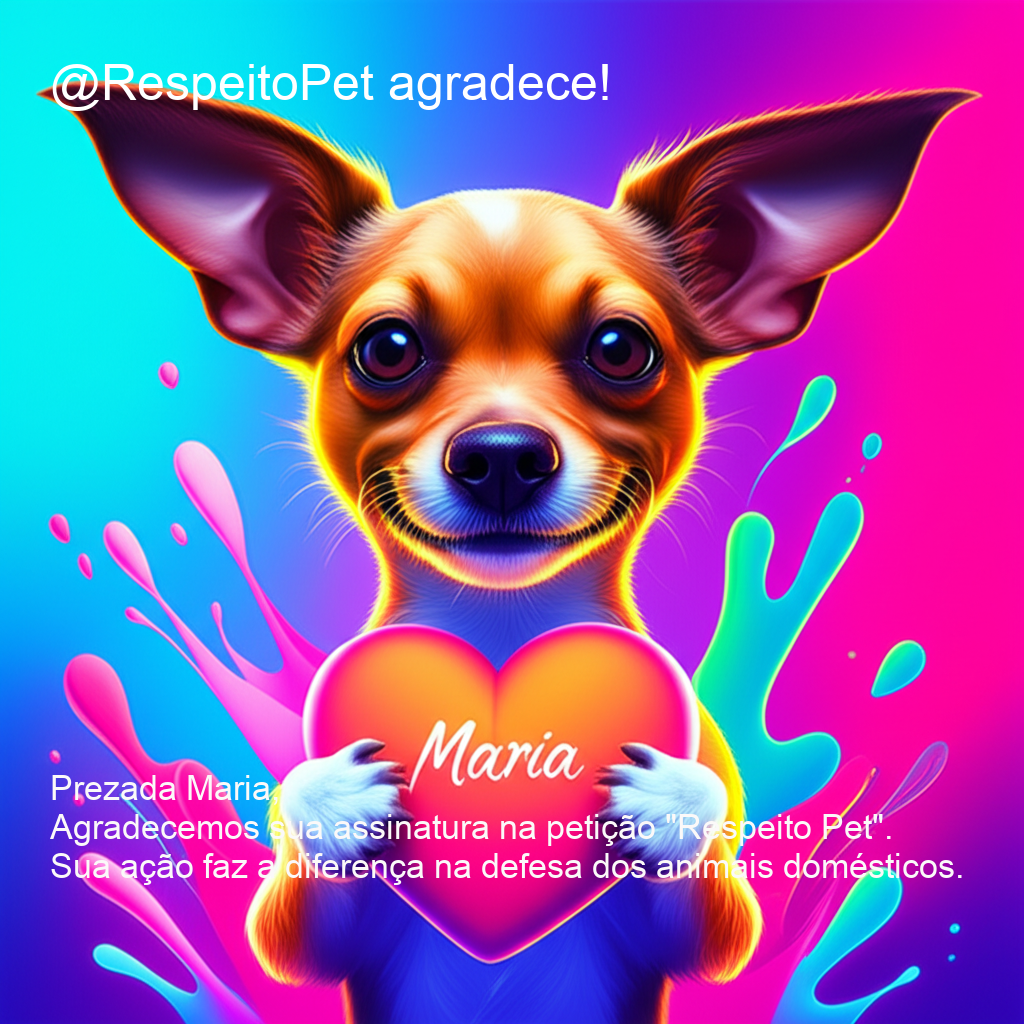 @RespeitoPet agradece!
Maria
Prezada Maria,
Agradecemos sua assinatura na petição "Respeito Pet".
Sua ação faz a diferença na defesa dos animais domésticos.